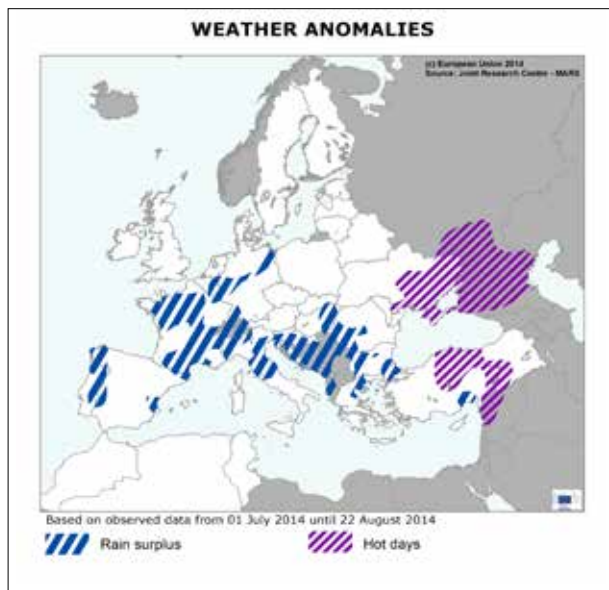 WEATHER ANOMALIES
(c) European Union 2014
Source: Joint Research Centre - MARS
Based on observed data from 01 July 2014 until 22 August 2014
Rain surplus
Hot days